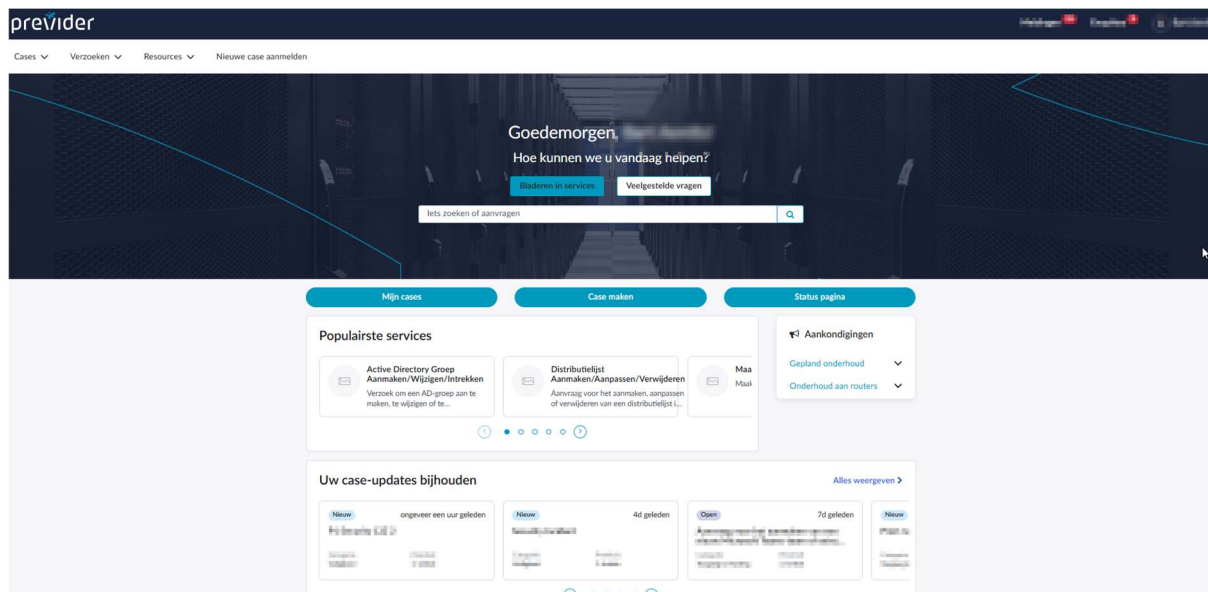 previder
Cases Verzoeken Resources Nieuwe case aanmelden
Goedemorgen,
Hoe kunnen we u vandaag helpen?
Bladeren in services Veelgestelde vragen
Iets zoeken of aanvragen
Mijn cases Case maken Status pagina
Populairste services
Active Directory Groep
Aanmaken/Wijzigen/Intrekken
Verzoek om een AD-groep aan te
maken, te wijzigen of te...
Distributielijst
Aanmaken/Aanpassen/Verwijderen
Aanvraag voor het aanmaken, aanpassen
of verwijderen van een distributielijst i...
Maa
Maak
Aankondigingen
Gepland onderhoud
Onderhoud aan routers
Uw case-updates bijhouden Alles weergeven
Nieuw ongeveer een uur geleden
Nieuw 4d geleden
Open 7d geleden
Nieuw